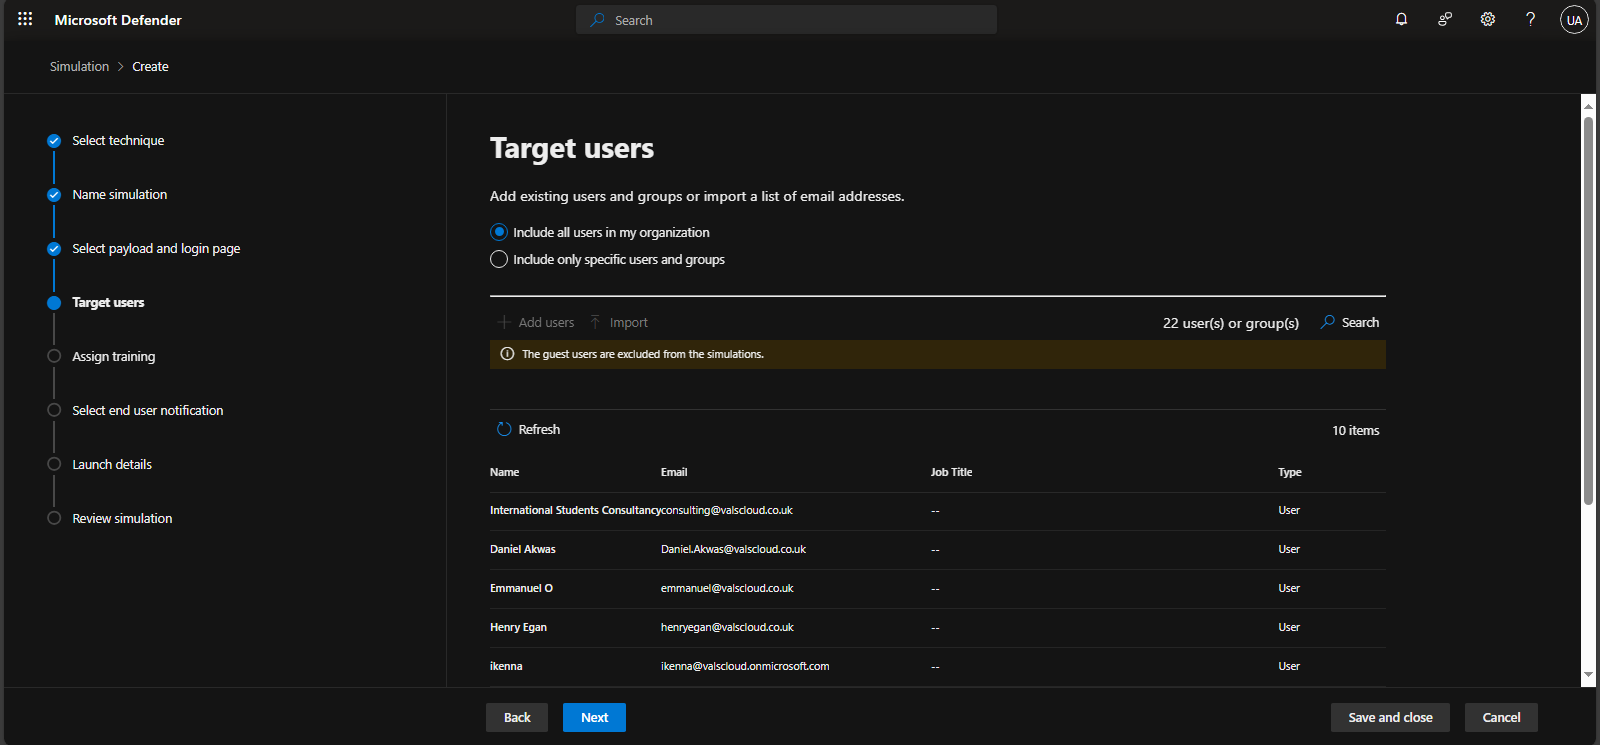 Microsoft Defender
Search
UA
Simulation > Create
Select technique
Name simulation
Select payload and login page
Target users
Assign training
Select end user notification
Launch details
Review simulation
Target users
Add existing users and groups or import a list of email addresses.
Include all users in my organization
Include only specific users and groups
Add users Import 22 user(s) or group(s) Search
The guest users are excluded from the simulations.
Refresh 10 items
Name Email Job Title Type
International Students Consultancy consulting@valscloud.co.uk -- User
Daniel Akwas Daniel.Akwas@valscloud.co.uk -- User
Emmanuel O emmanuel@valscloud.co.uk -- User
Henry Egan henryegan@valscloud.co.uk -- User
ikenna ikenna@valscloud.onmicrosoft.com -- User
Back Next Save and close Cancel